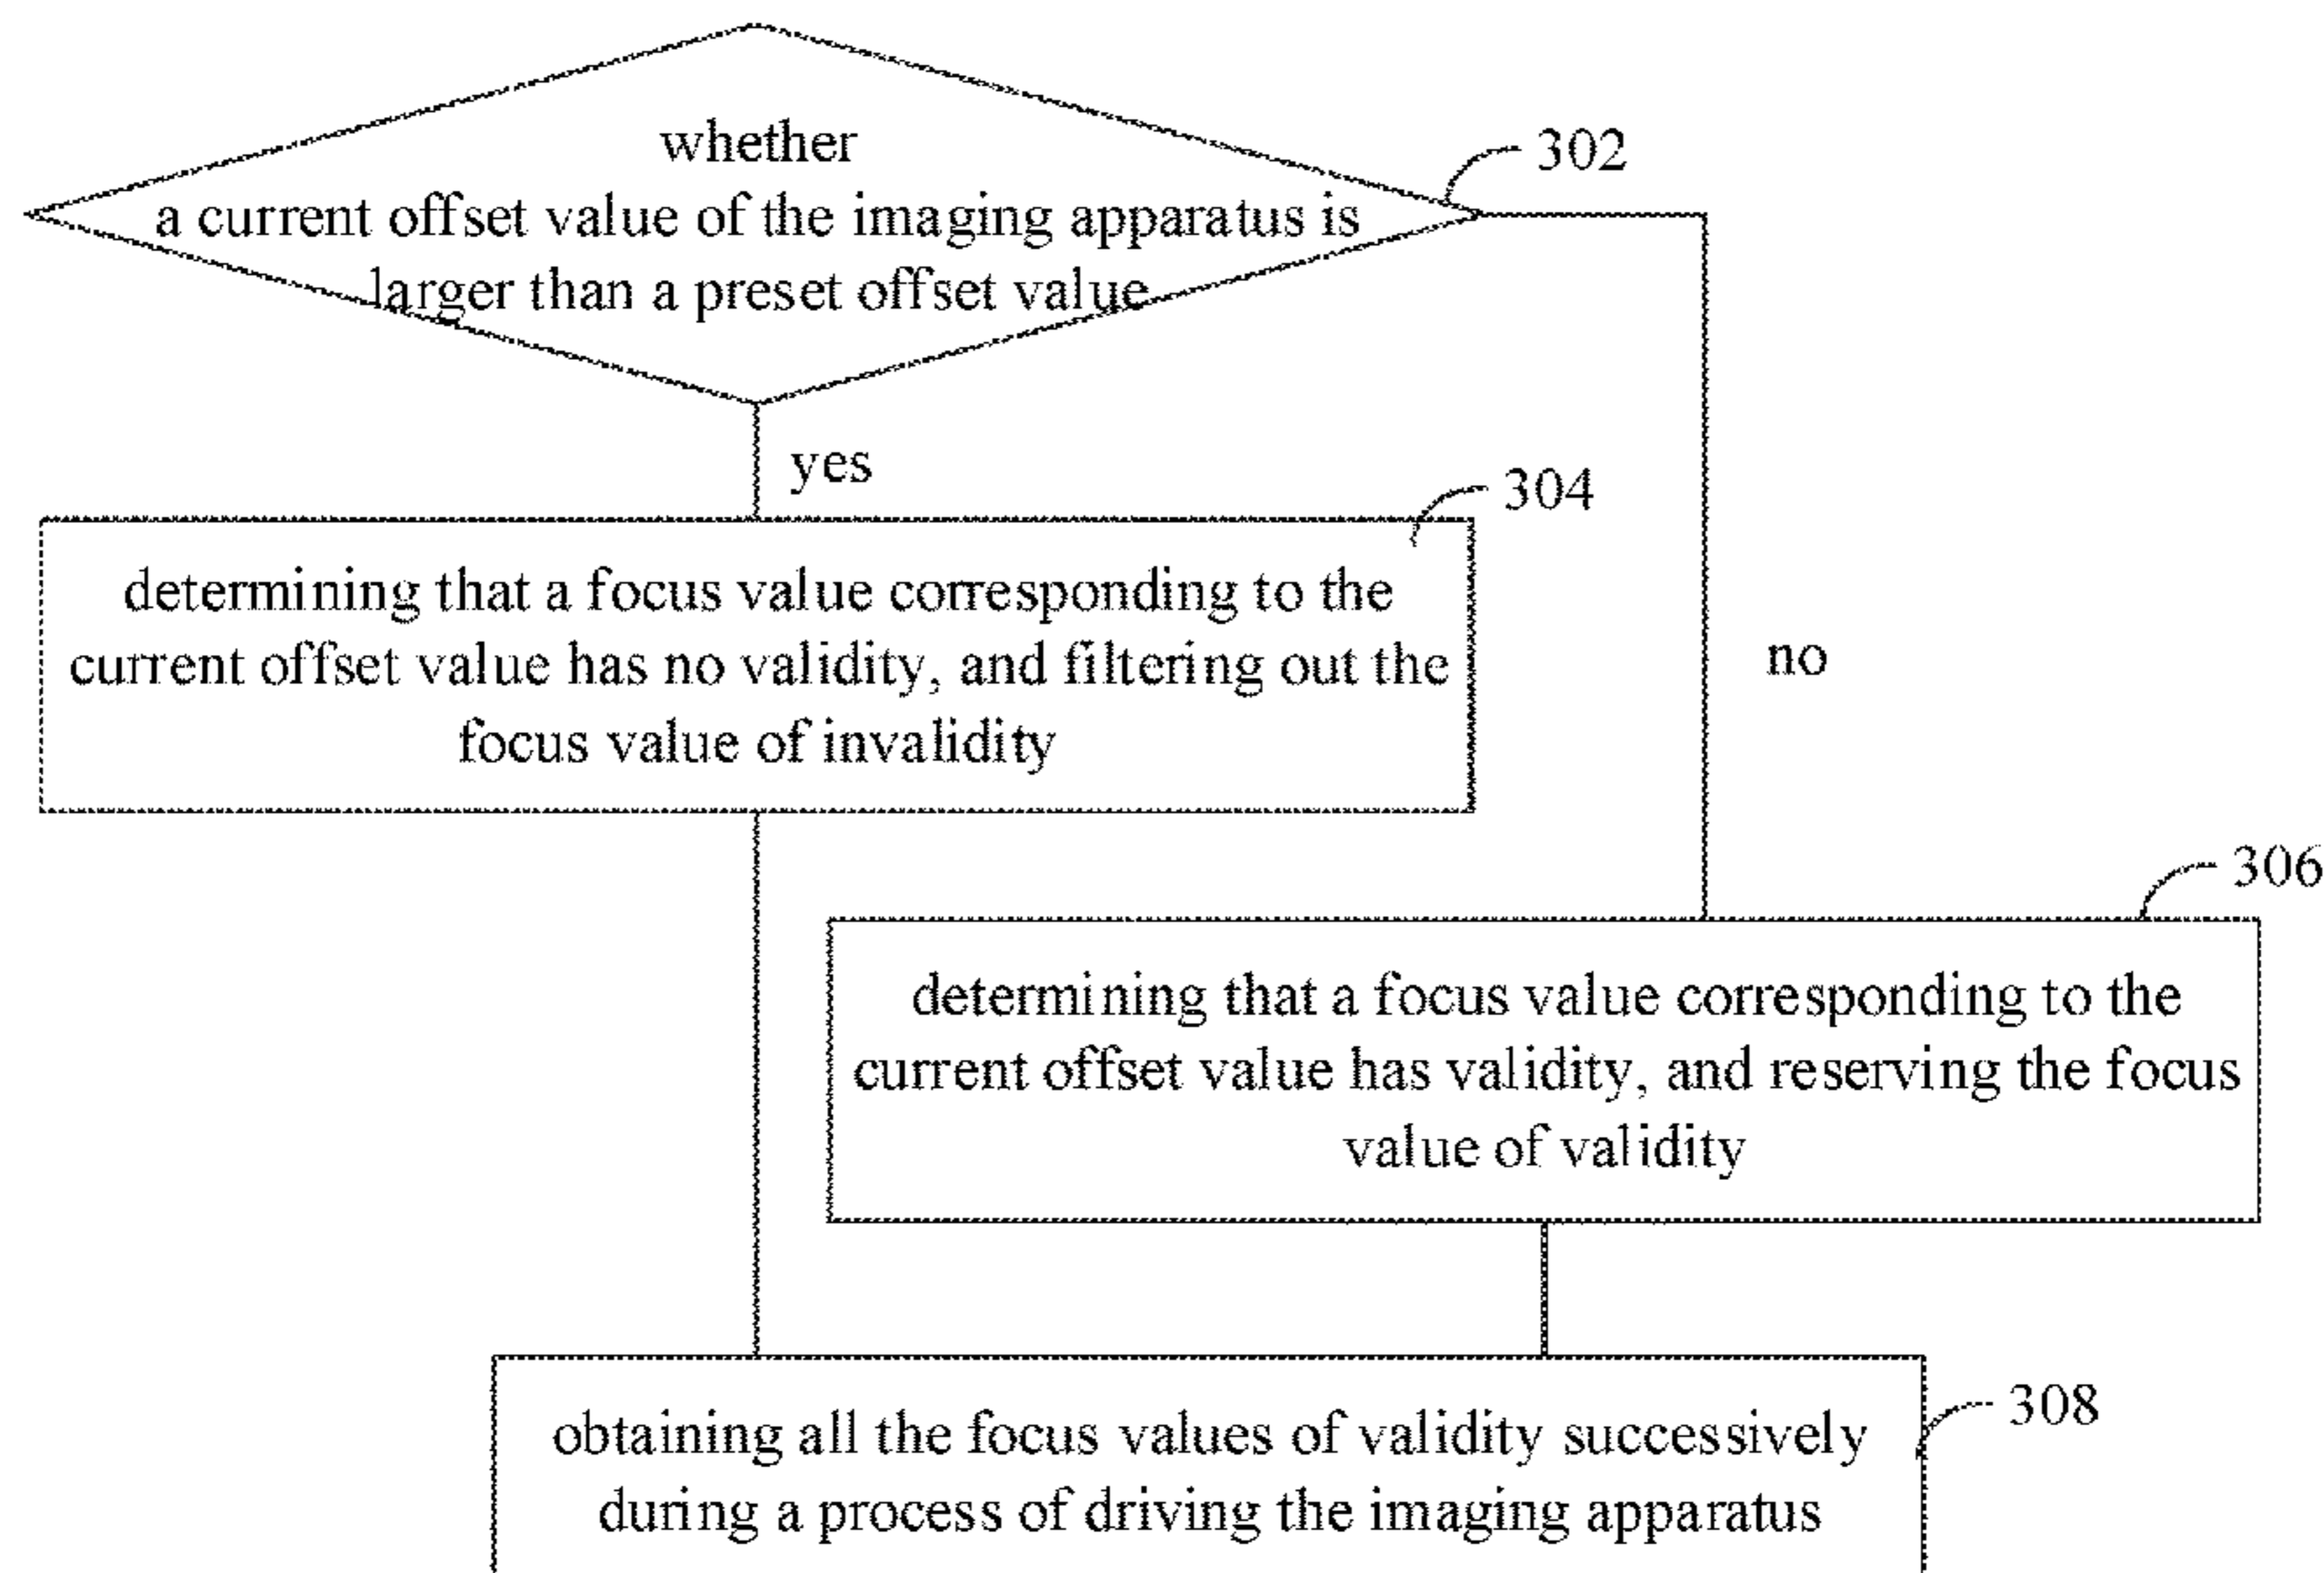 whether
a current offset value of the imaging apparatus is
larger than a preset offset value
302
yes
304
determining that a focus value corresponding to the
current offset value has no validity, and filtering out the
focus value of invalidity
no
306
determining that a focus value corresponding to the
current offset value has validity, and reserving the focus
value of validity
308
obtaining all the focus values of validity successively
during a process of driving the imaging apparatus